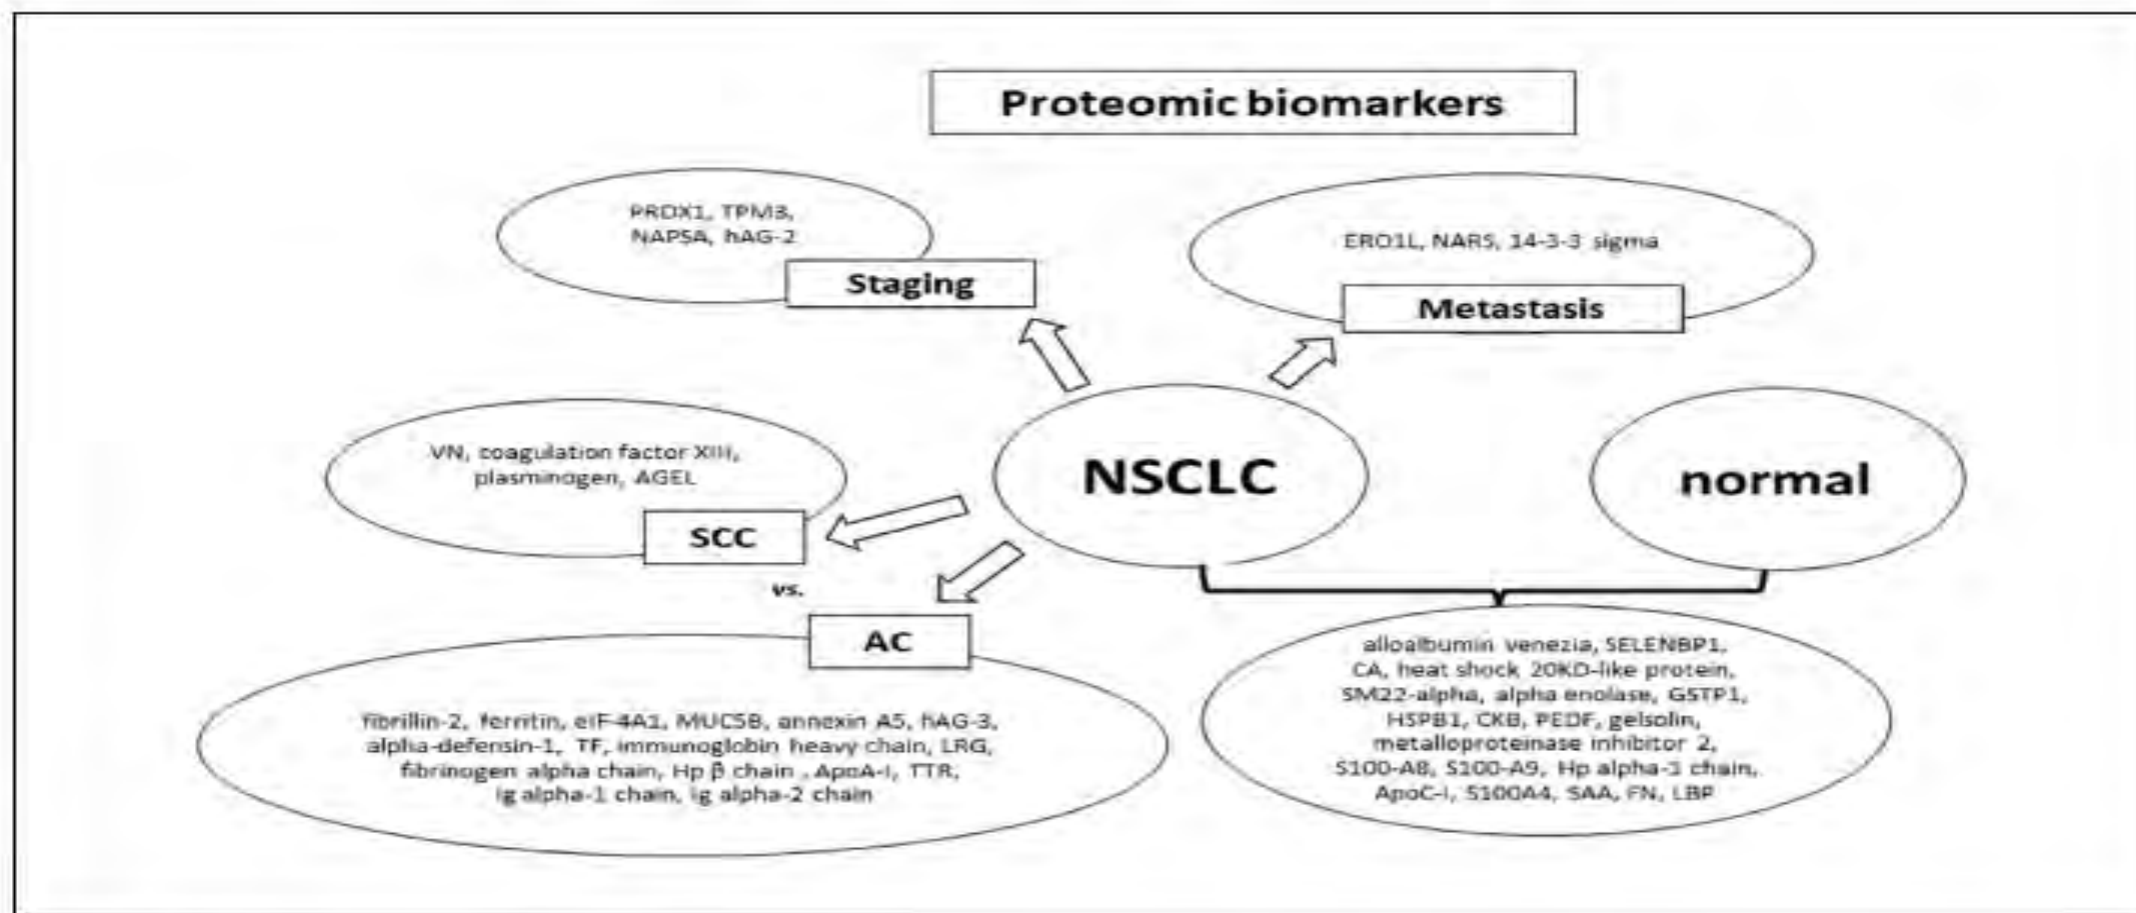 Proteomic biomarkers
PRDX1, TPM3,
NAPSA, hAG-2
Staging
ERO1L, NARS, 14-3-3 sigma
Metastasis
VN, coagulation factor XIII,
plasminogen, AGEL
SCC
NSCLC
normal
vs.
AC
fibrillin-2, ferritin, eIF-4A1, MUC5B, annexin A5, hAG-3,
alpha-defensin-1, TF, immunoglobin heavy chain, LRG,
fibrinogen alpha chain, Hp β chain , ApoA-I, TTR,
Ig alpha-1 chain, Ig alpha-2 chain
alloalbumin venezia, SELENBP1,
CA, heat shock 20KD-like protein,
SM22-alpha, alpha enolase, GSTP1,
HSPB1, CKB, PEDF, gelsolin,
metalloproteinase inhibitor 2,
S100-A8, S100-A9, Hp alpha-1 chain,
ApoC-I, S100A4, SAA, FN, LBP